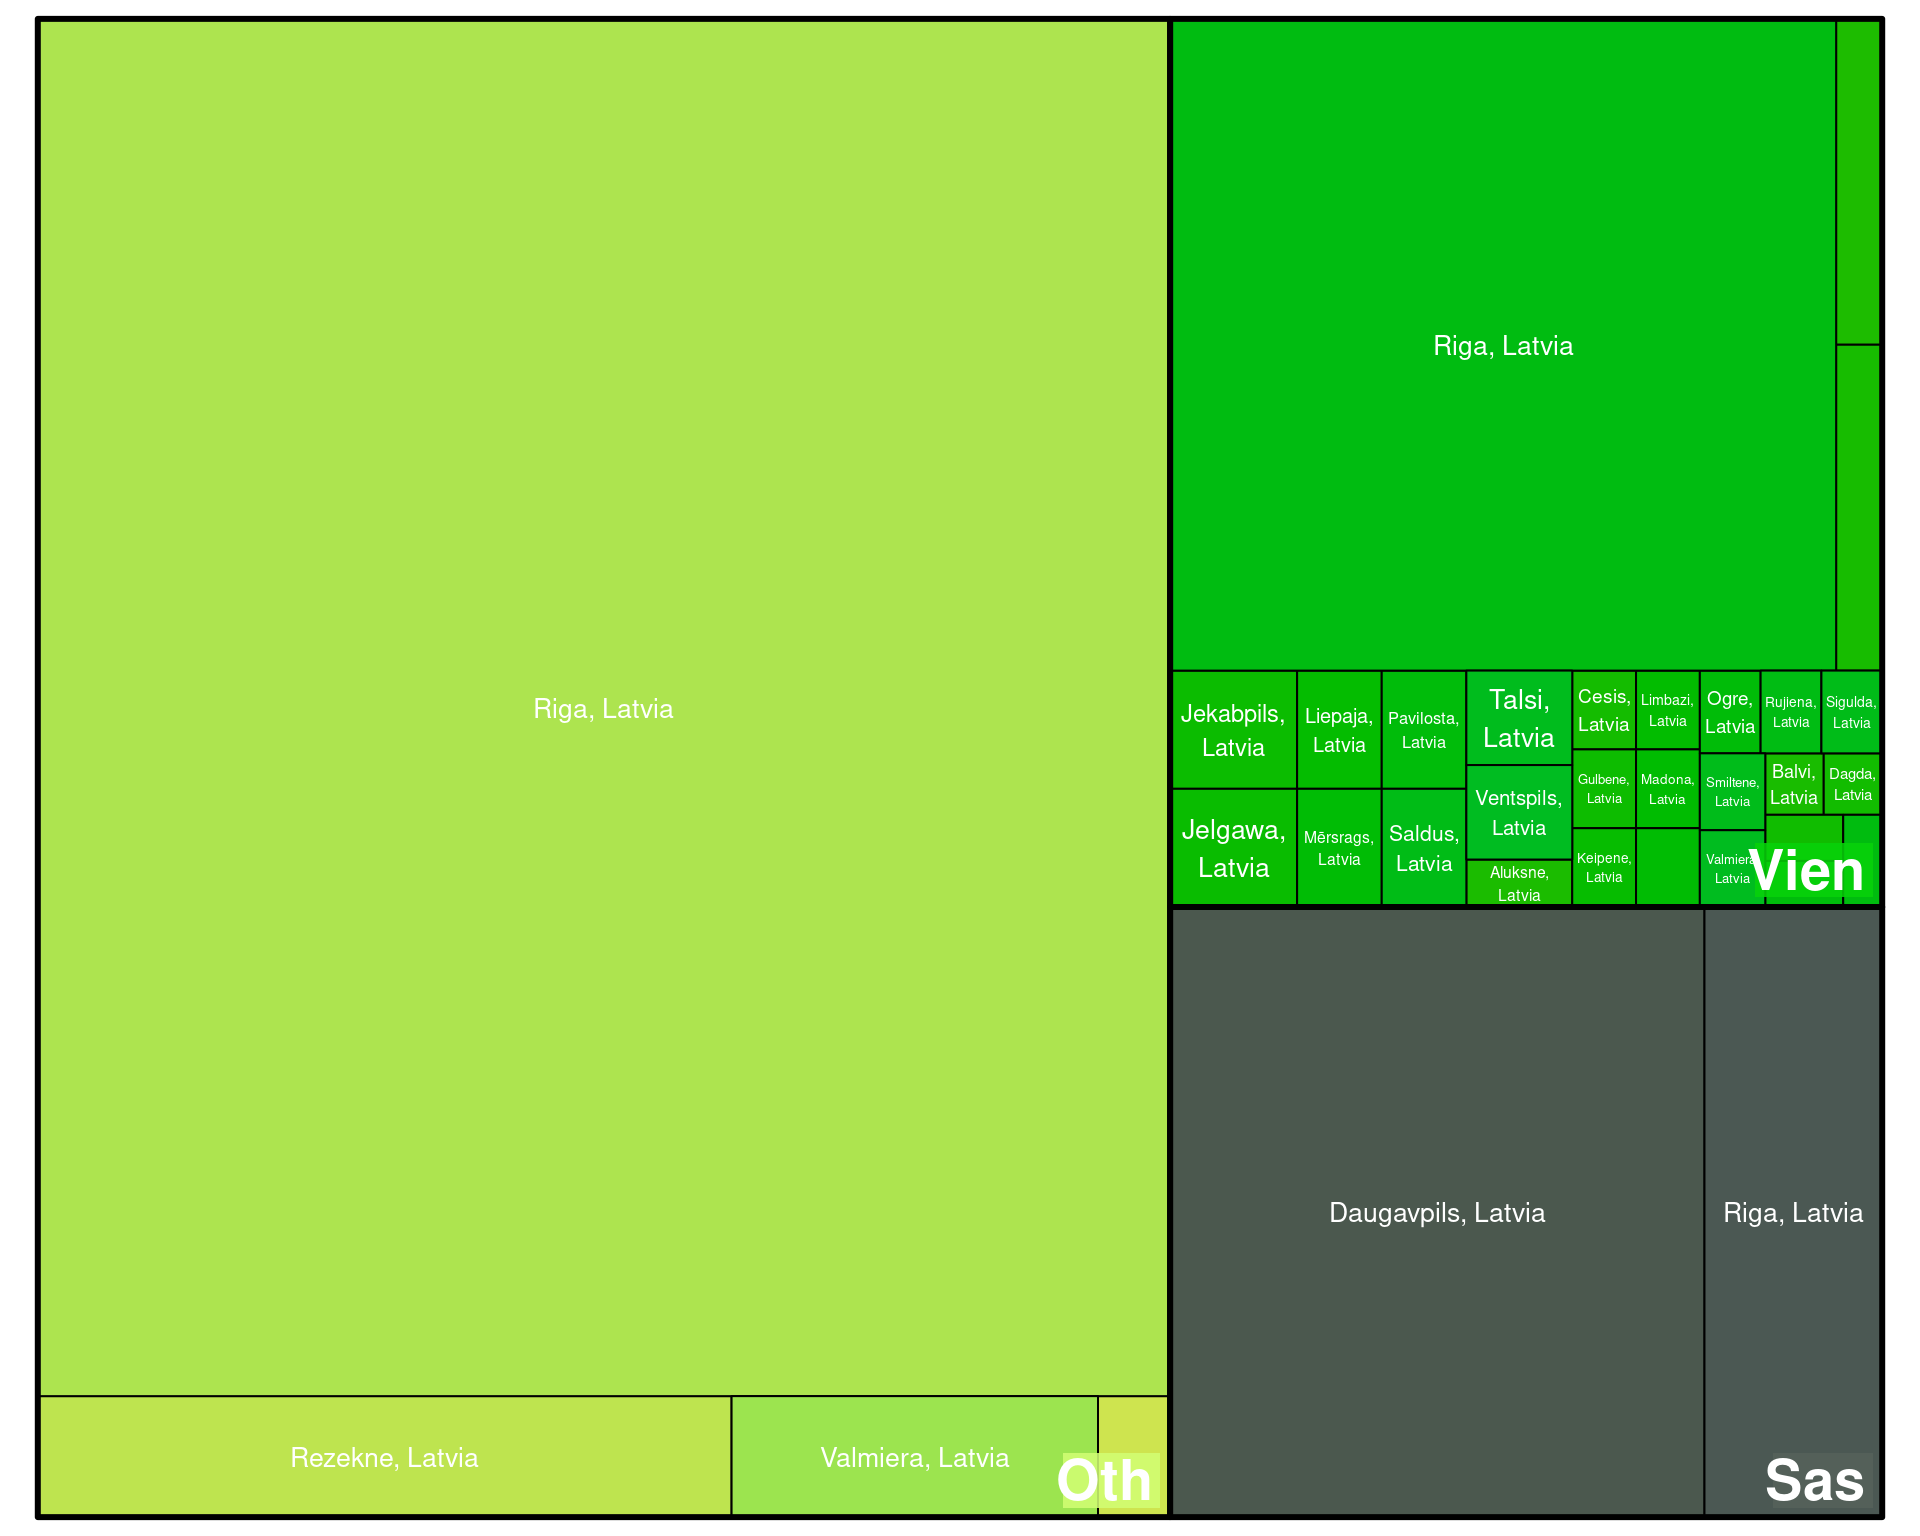 Riga, Latvia
Rezekne, Latvia
Valmiera, Latvia
Oth
Riga, Latvia
Jekabpils,
Latvia
Jelgawa,
Latvia
Liepaja,
Latvia
Mērsrags,
Latvia
Pavilosta,
Latvia
Saldus,
Latvia
Talsi,
Latvia
Ventspils,
Latvia
Aluksne,
Latvia
Cesis,
Latvia
Gulbene,
Latvia
Keipene,
Latvia
Limbazi,
Latvia
Madona,
Latvia
Ogre,
Latvia
Rujiena,
Latvia
Sigulda,
Latvia
Smiltene,
Latvia
Valmiera,
Latvia
Balvi,
Latvia
Dagda,
Latvia
Vien
Daugavpils, Latvia
Riga, Latvia
Sas